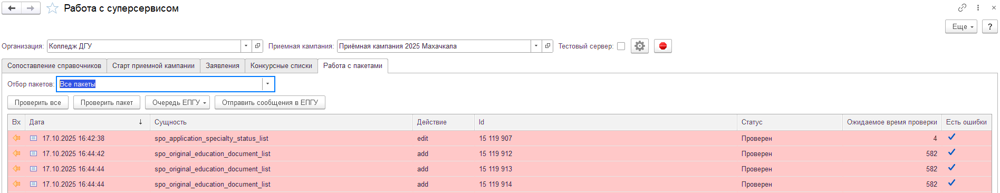 Работа с суперсервисом
Еще ?
Организация: Колледж ДГУ Приемная кампания: Приёмная кампания 2025 Махачкала Тестовый сервер:
Сопоставление справочников Старт приемной кампании Заявления Конкурсные списки Работа с пакетами
Отбор пакетов: Все пакеты
Проверить все Проверить пакет Очередь ЕПГУ Отправить сообщения в ЕПГУ
Вх Дата Сущность Действие Id Статус Ожидаемое время проверки Есть ошибки
17.10.2025 16:42:38 spo_application_specialty_status_list edit 15 119 907 Проверен 4
17.10.2025 16:44:42 spo_original_education_document_list add 15 119 912 Проверен 582
17.10.2025 16:44:44 spo_original_education_document_list add 15 119 913 Проверен 582
17.10.2025 16:44:44 spo_original_education_document_list add 15 119 914 Проверен 582